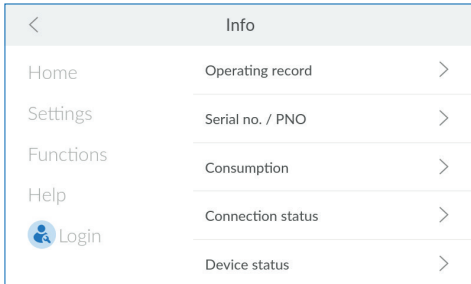 Info
Home
Settings
Functions
Help
Login
Operating record
Serial no. / PNO
Consumption
Connection status
Device status